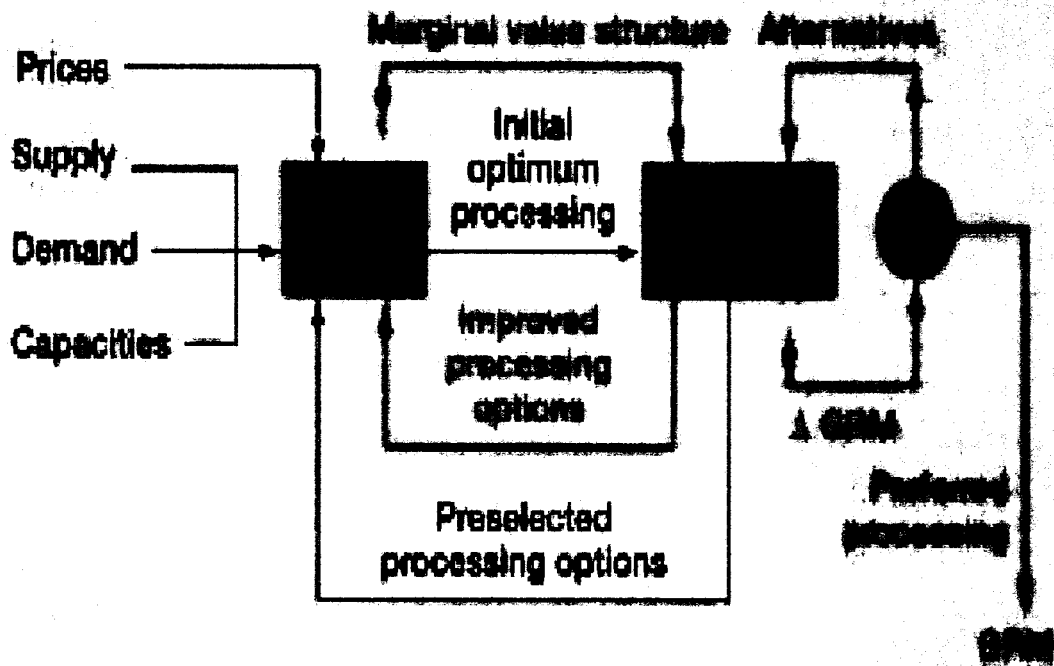 Marginal value structure
Alternatives
Prices
Initial
optimum
processing
Supply
Demand
Improved
processing
options
Capacities
Δ GRM
Preferred
processing
Preselected
processing options
GRM